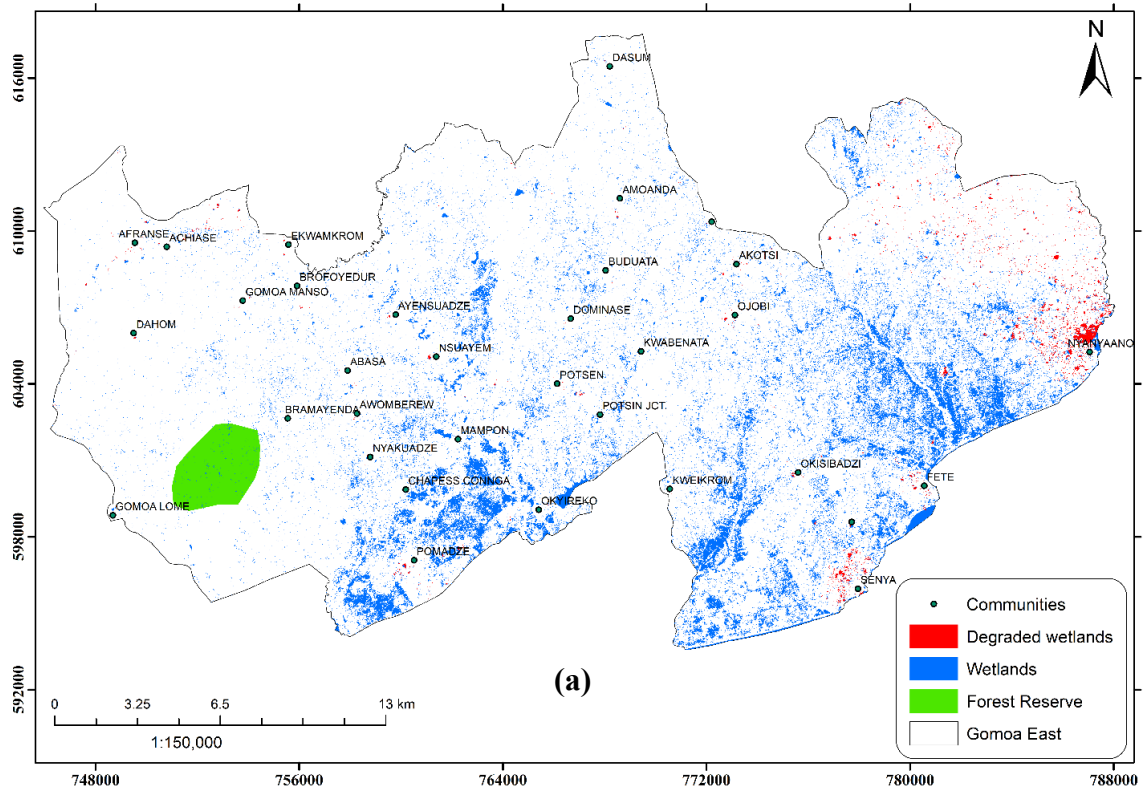 N
DASUM
616000
AMOANDA
610000
AFRANSE
ACHIASE
EKWAMKROM
BUDUATA
AKOTSI
BROFOYEDUR
GOMOA MANSO
AYENSUADZE
DOMINASE
OJOBI
DAHOM
NSUAYEM
KWABENATA
NYANYAANO
ABASA
POTSEN
604000
BRAMAYENDA
AWOMBEREW
POTSIN JCT.
MAMPON
NYAKUADZE
OKISIBADZI
CHAPESS CONNGA
KWEIKROM
FETE
GOMOA LOME
OKYIREKO
598000
POMADZE
SENYA
Communities
Degraded wetlands
Wetlands
Forest Reserve
Gomoa East
(a)
592000
0 3.25 6.5 13 km
1:150,000
748000 756000 764000 772000 780000 788000